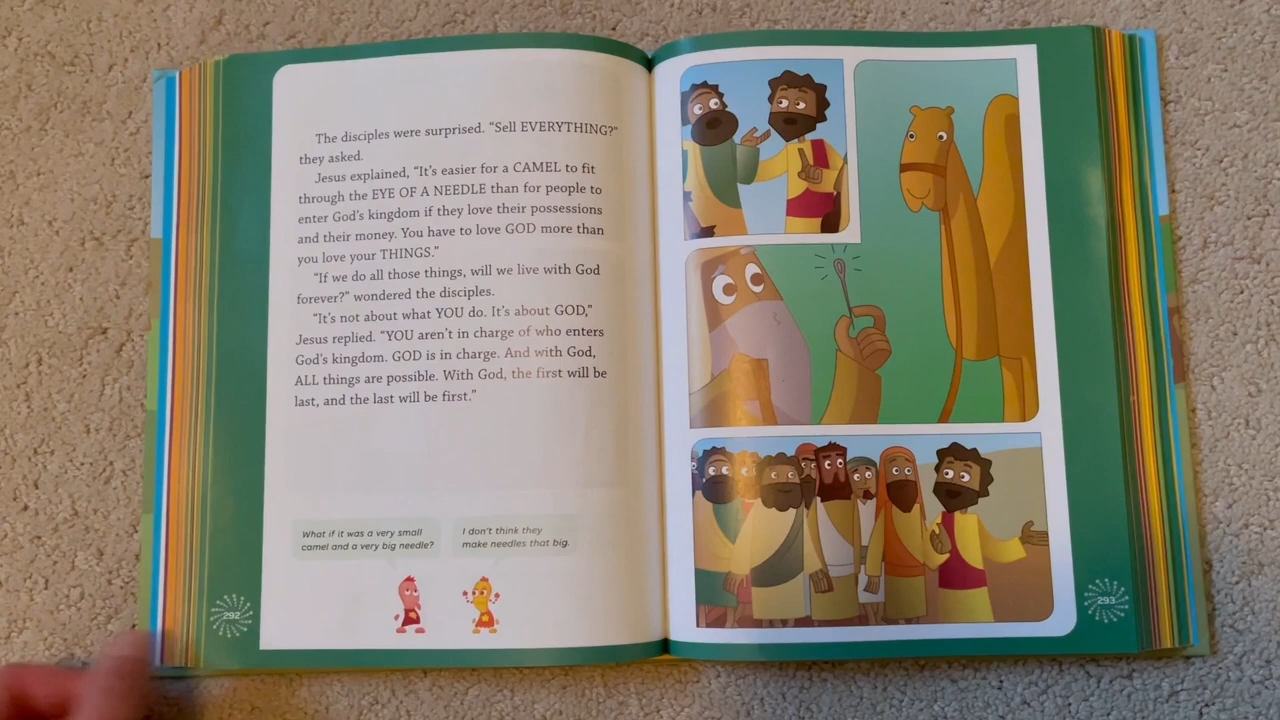 The disciples were surprised. “Sell EVERYTHING?”
they asked.
Jesus explained, “It’s easier for a CAMEL to fit
through the EYE OF A NEEDLE than for people to
enter God’s kingdom if they love their possessions
and their money. You have to love GOD more than
you love your THINGS.”
“If we do all those things, will we live with God
forever?” wondered the disciples.
“It’s not about what YOU do. It’s about GOD,”
Jesus replied. “YOU aren’t in charge of who enters
God’s kingdom. GOD is in charge. And with God,
ALL things are possible. With God, the first will be
last, and the last will be first.”
What if it was a very small
camel and a very big needle?
I don’t think they
make needles that big.
292
293